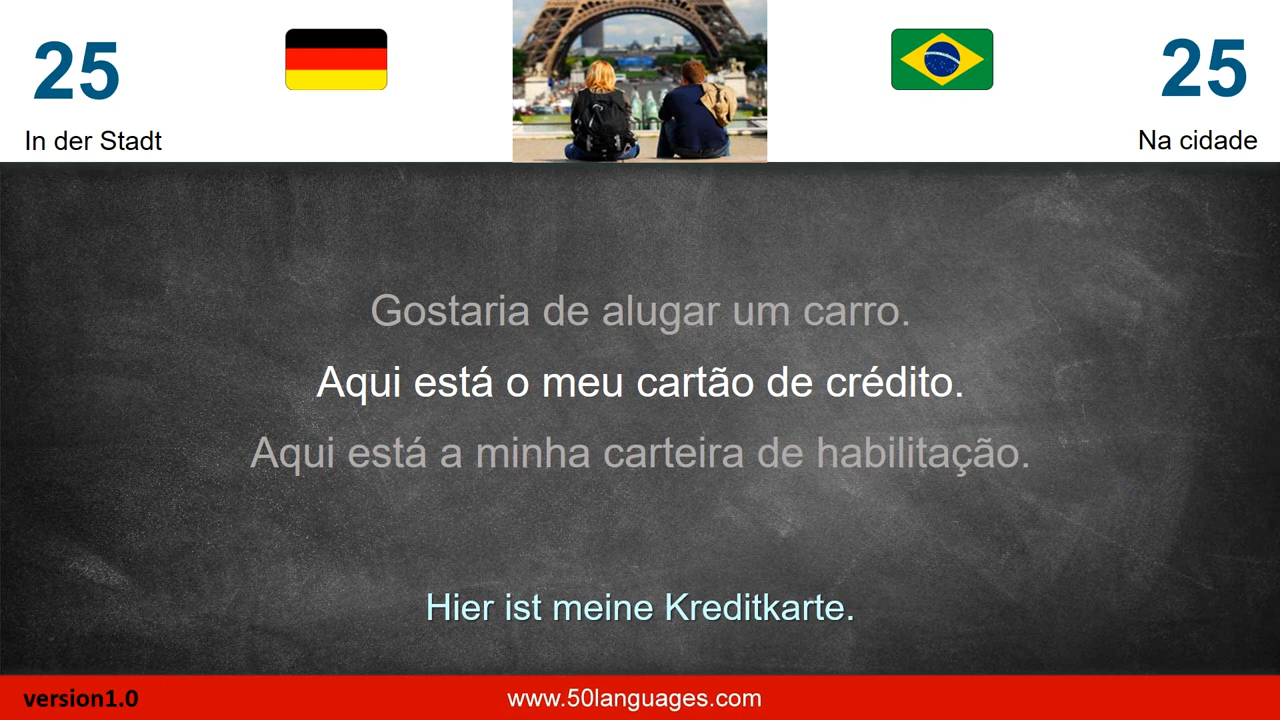 25
25
In der Stadt
Na cidade
Gostaria de alugar um carro.
Aqui está o meu cartão de crédito.
Aqui está a minha carteira de habilitação.
Hier ist meine Kreditkarte.
version1.0
www.50languages.com